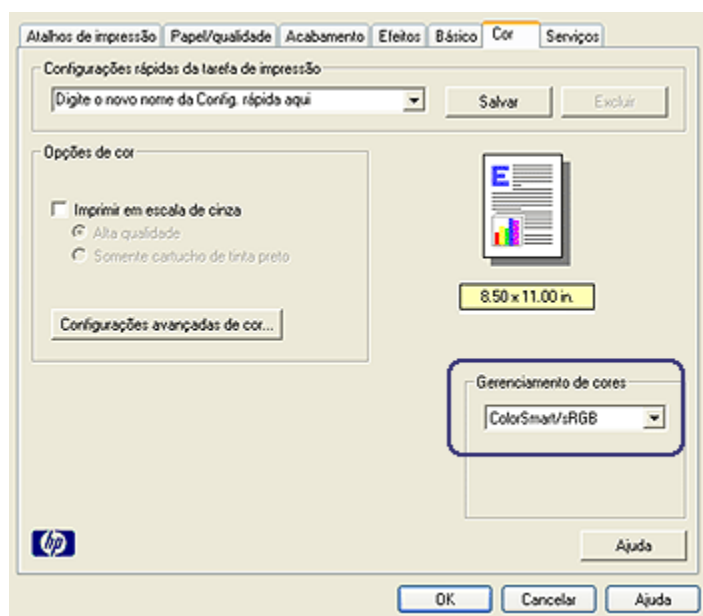 Atalhos de impressão Papel/qualidade Acabamento Efeitos Básico Cor Serviços
Configurações rápidas da tarefa de impressão
Digite o novo nome da Config. rápida aqui Salvar Excluir
Opções de cor
Imprimir em escala de cinza
Alta qualidade
Somente cartucho de tinta preto
Configurações avançadas de cor...
E
8.50 x 11.00 in.
Gerenciamento de cores
ColorSmart/sRGB
hp
Ajuda
OK Cancelar Ajuda